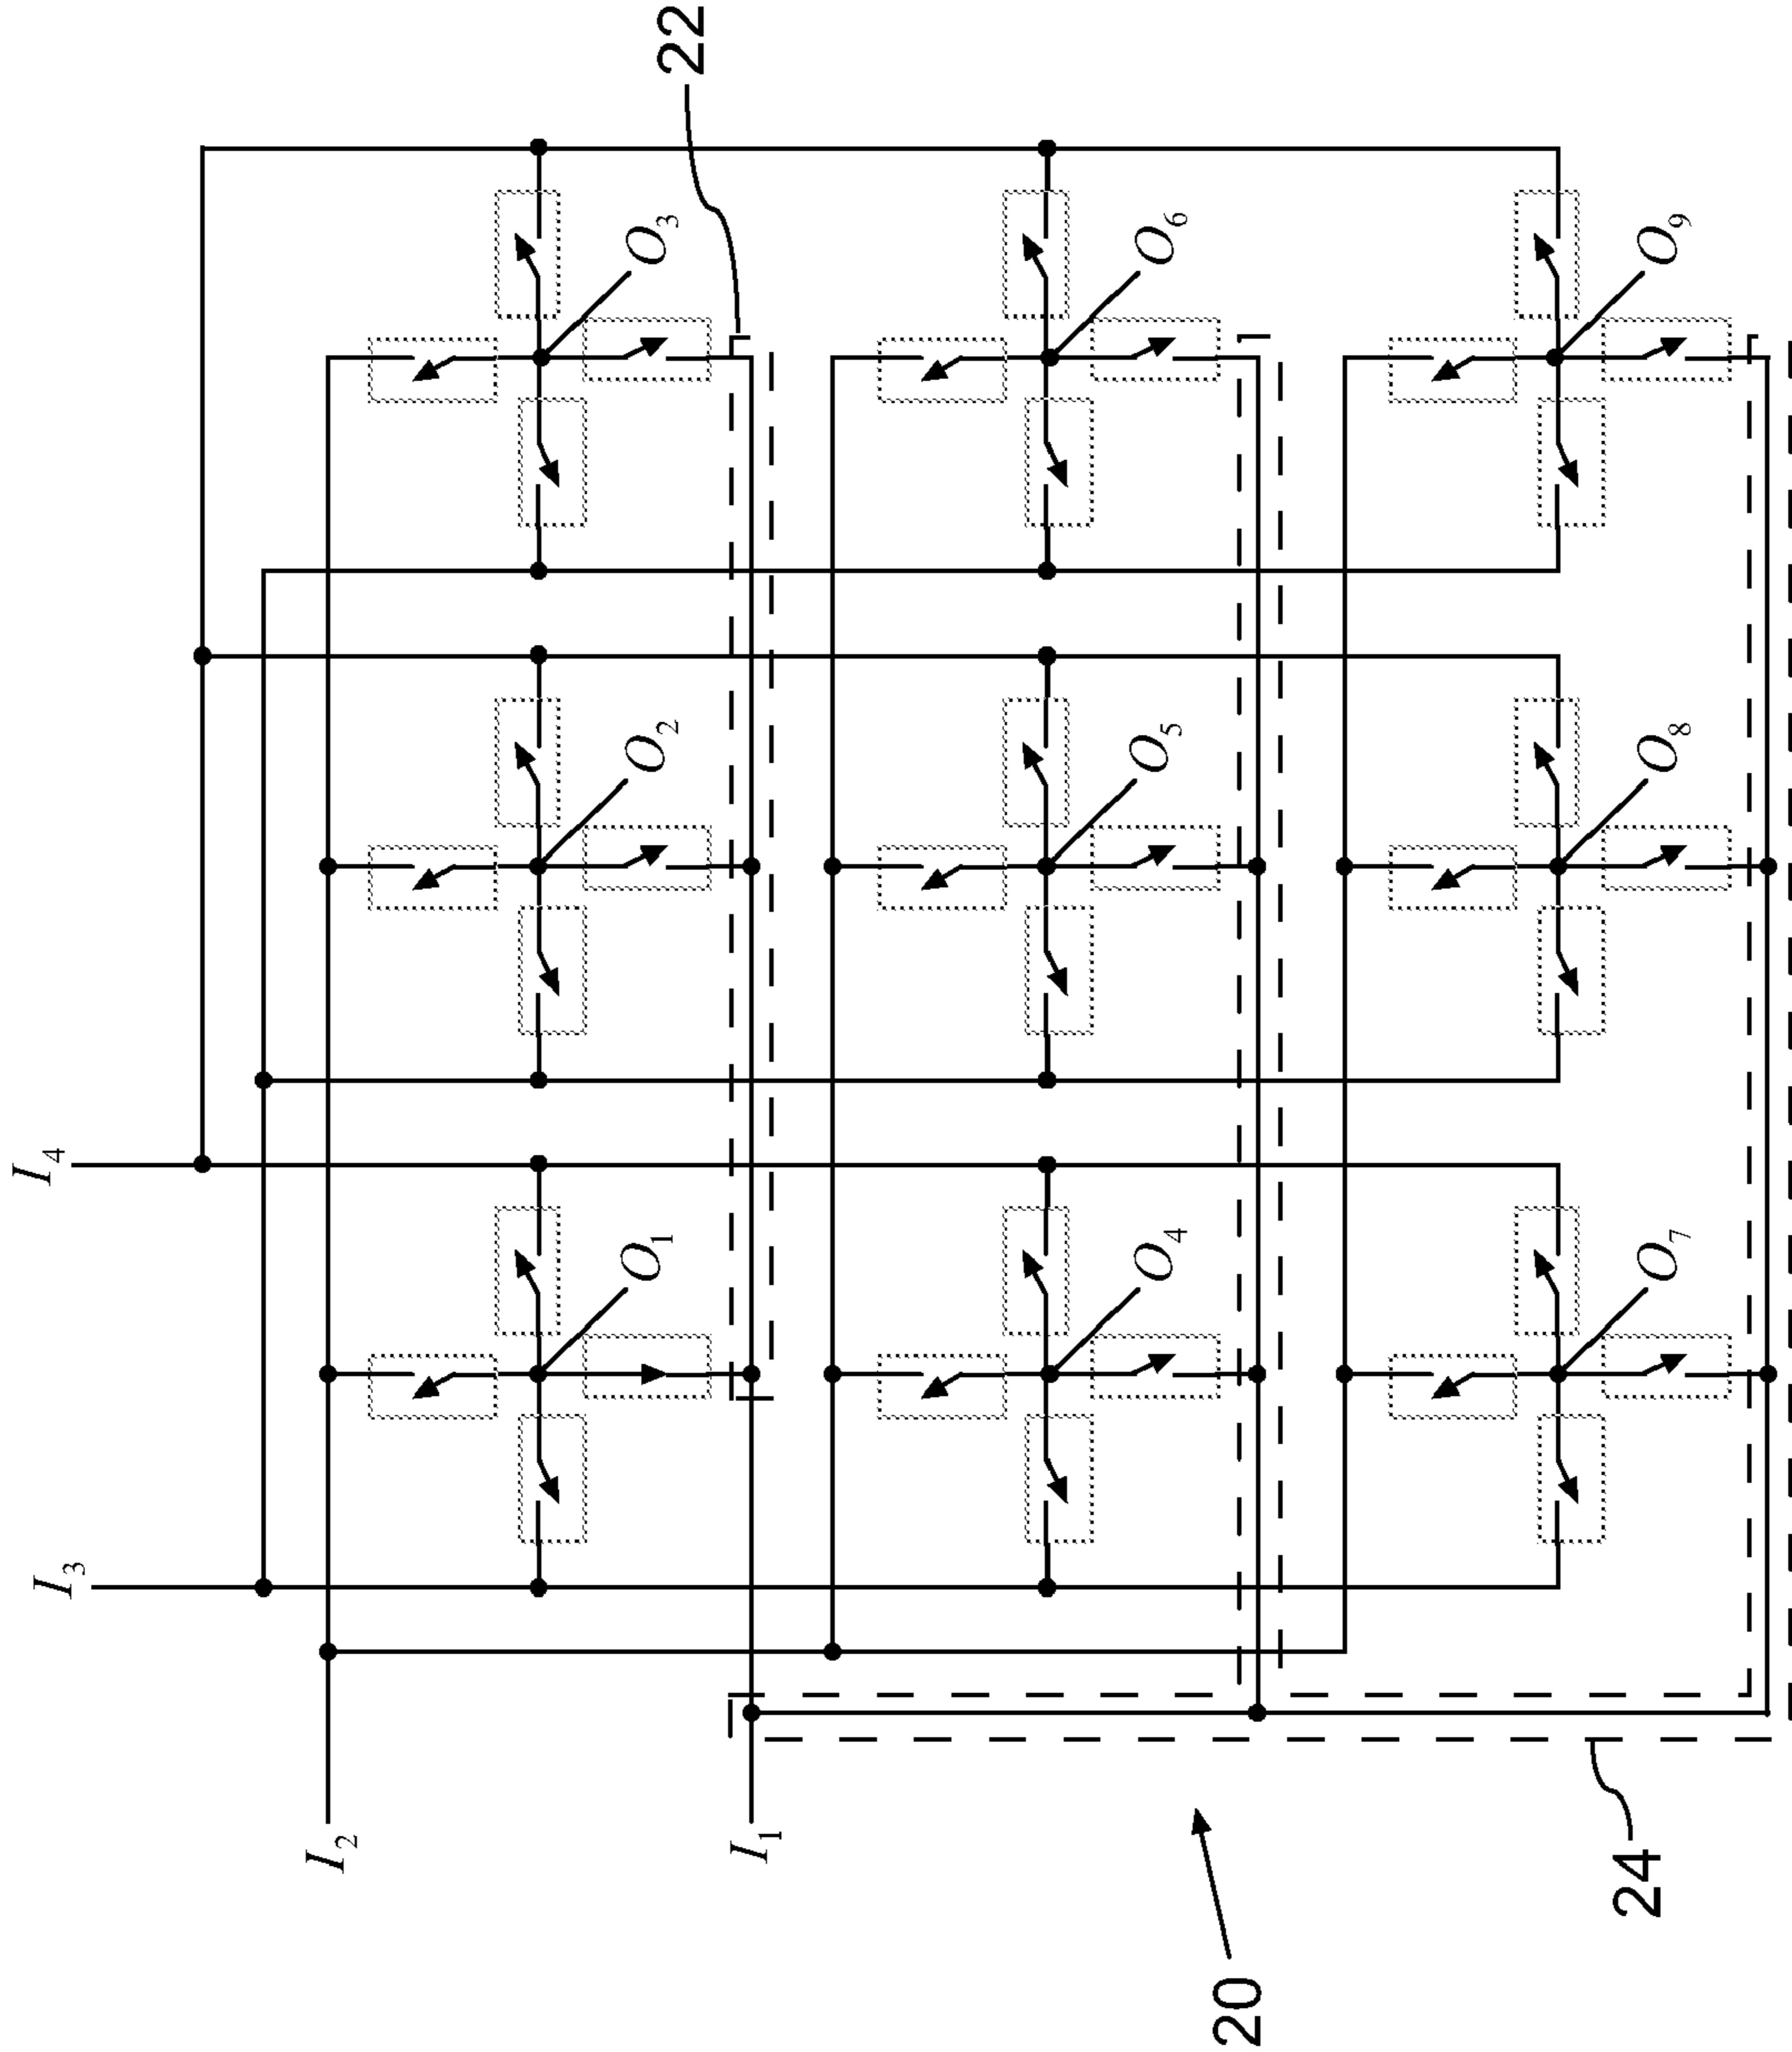 22
O₃
O₆
O₉
O₂
O₅
O₈
I₄
O₁
O₄
O₇
I₃
I₂
I₁
24
20